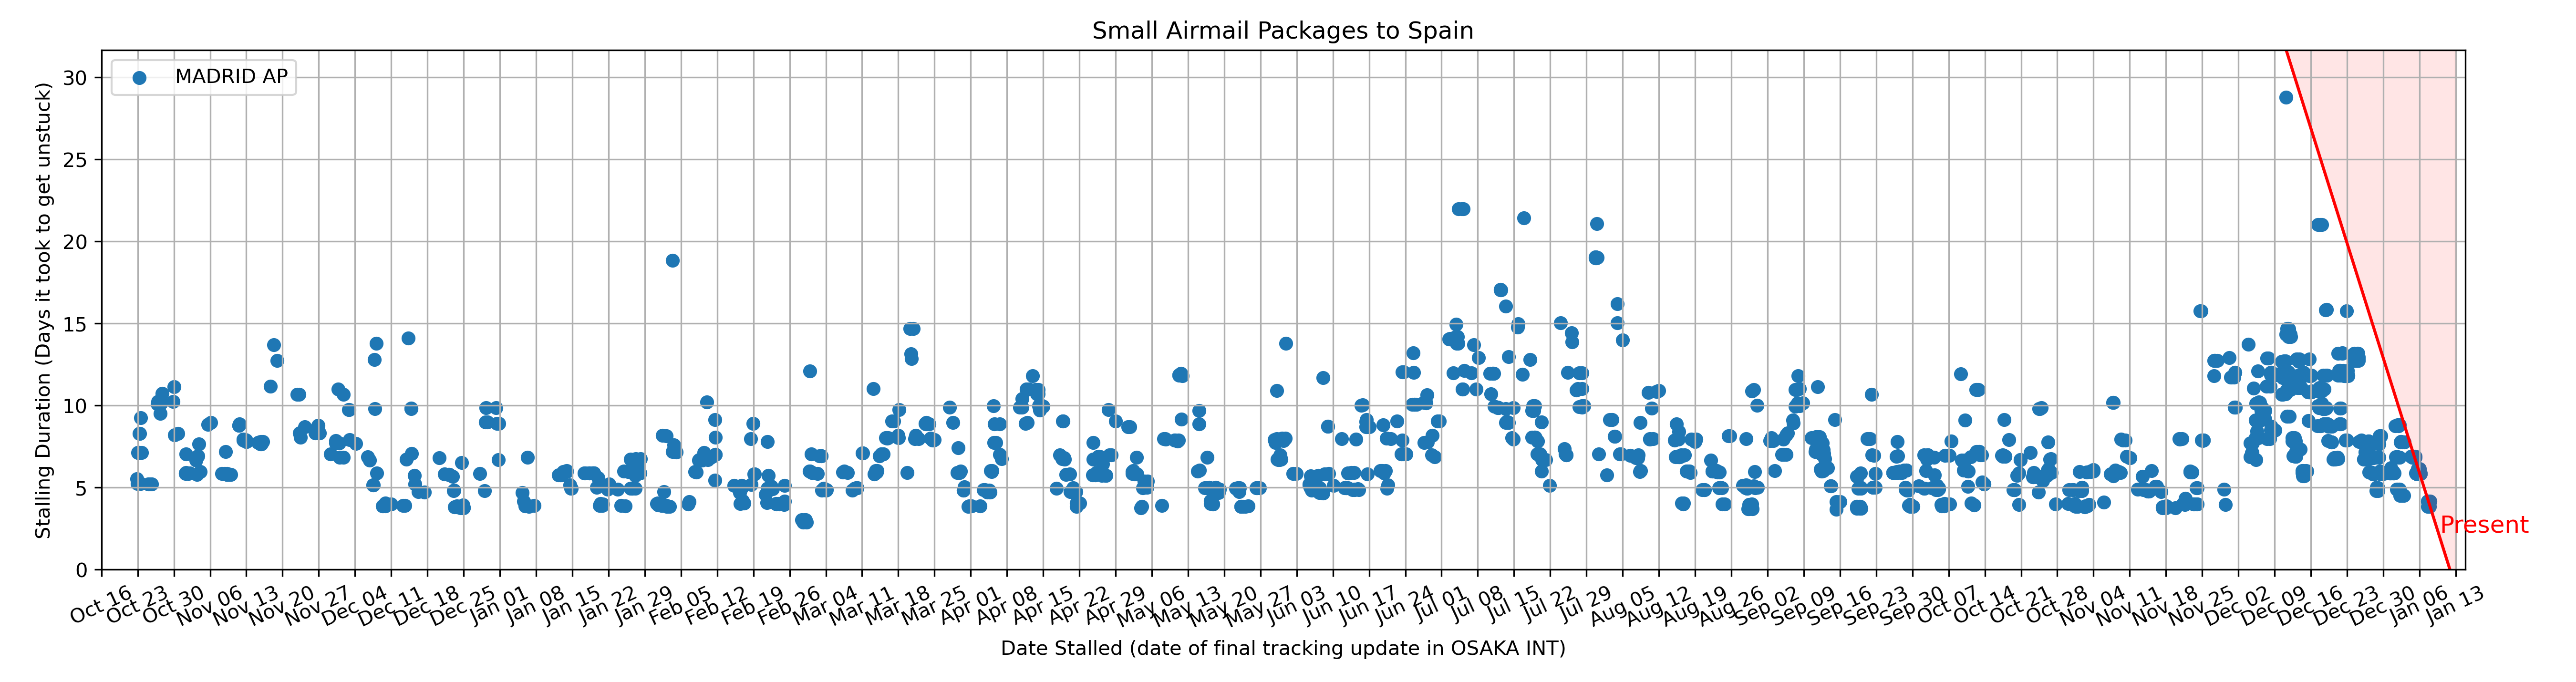 Small Airmail Packages to Spain
MADRID AP
Stalling Duration (Days it took to get unstuck)
30
25
20
15
10
5
0
Present
Oct 16 Oct 23 Oct 30 Nov 06 Nov 13 Nov 20 Nov 27 Dec 04 Dec 11 Dec 18 Dec 25 Jan 01 Jan 08 Jan 15 Jan 22 Jan 29 Feb 05 Feb 12 Feb 19 Feb 26 Mar 04 Mar 11 Mar 18 Mar 25 Apr 01 Apr 08 Apr 15 Apr 22 Apr 29 May 06 May 13 May 20 May 27 Jun 03 Jun 10 Jun 17 Jun 24 Jul 01 Jul 08 Jul 15 Jul 22 Jul 29 Aug 05 Aug 12 Aug 19 Aug 26 Sep 02 Sep 09 Sep 16 Sep 23 Sep 30 Oct 07 Oct 14 Oct 21 Oct 28 Nov 04 Nov 11 Nov 18 Nov 25 Dec 02 Dec 09 Dec 16 Dec 23 Dec 30 Jan 06 Jan 13
Date Stalled (date of final tracking update in OSAKA INT)